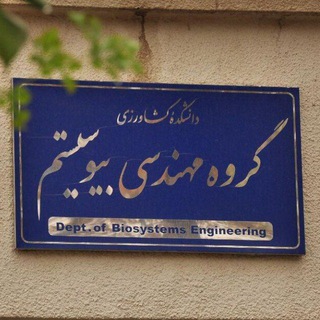 دانشکدهٔ کشاورزی
گروه مهندسی بیوسیستم
Dept. of Biosystems Engineering